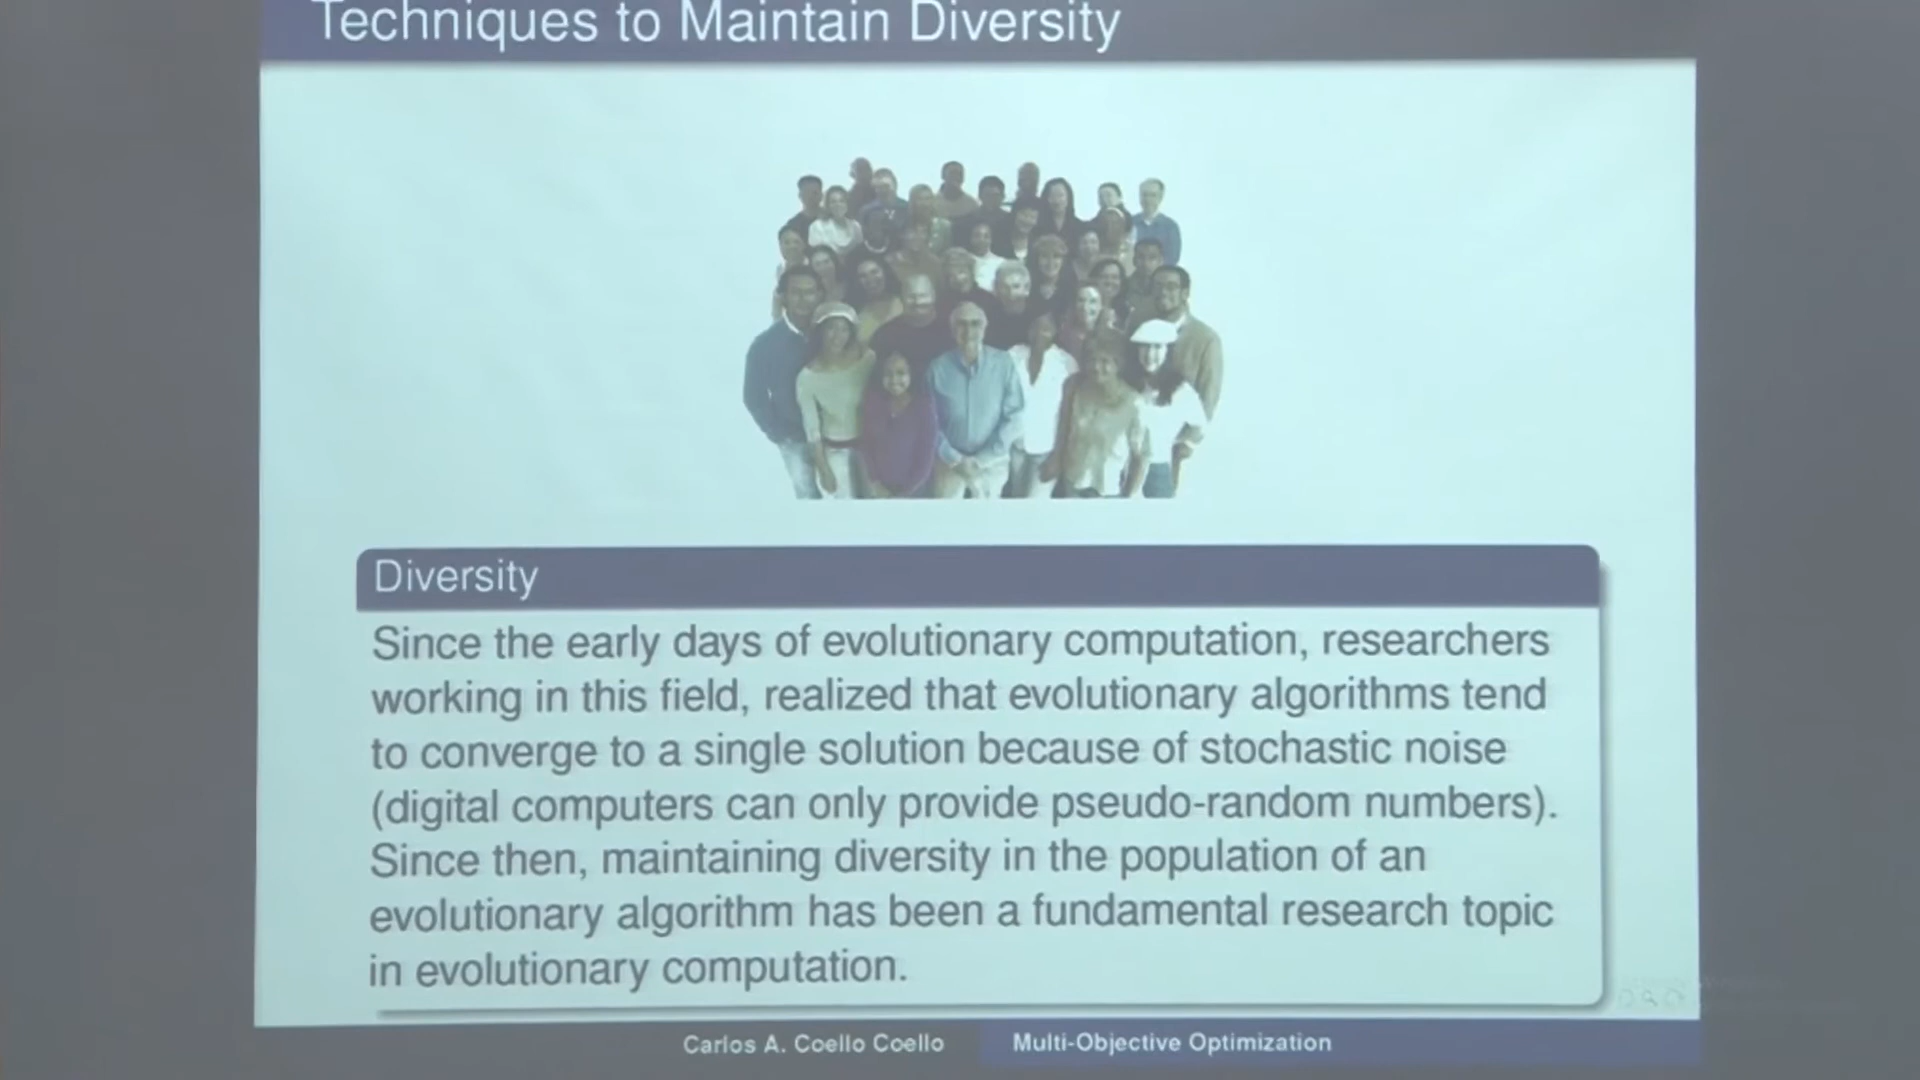 Techniques to Maintain Diversity
Diversity
Since the early days of evolutionary computation, researchers
working in this field, realized that evolutionary algorithms tend
to converge to a single solution because of stochastic noise
(digital computers can only provide pseudo-random numbers).
Since then, maintaining diversity in the population of an
evolutionary algorithm has been a fundamental research topic
in evolutionary computation.
Carlos A. Coello Coello
Multi-Objective Optimization